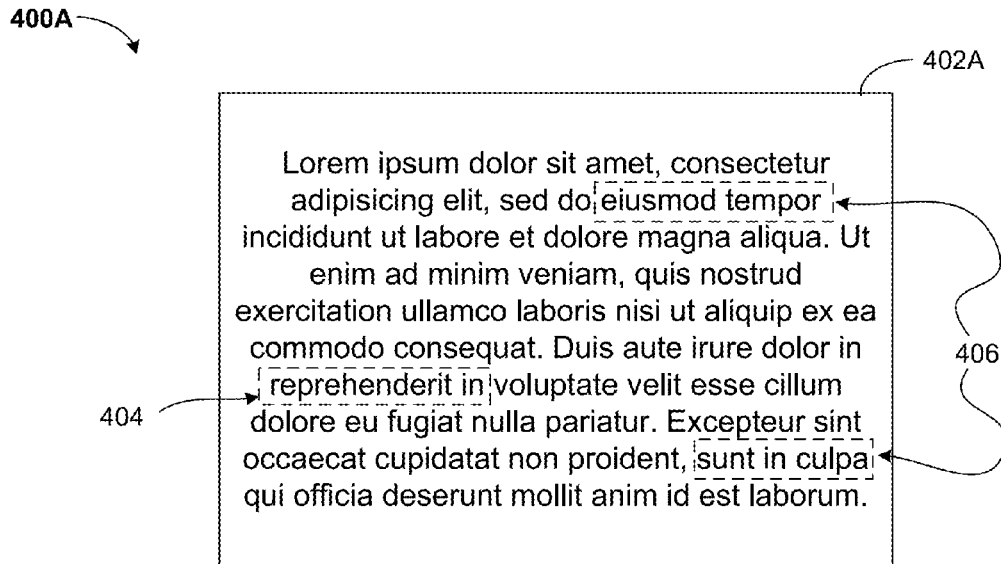 400A
402A
Lorem ipsum dolor sit amet, consectetur
adipisicing elit, sed do eiusmod tempor
incididunt ut labore et dolore magna aliqua. Ut
enim ad minim veniam, quis nostrud
exercitation ullamco laboris nisi ut aliquip ex ea
commodo consequat. Duis aute irure dolor in
406
reprehenderit in voluptate velit esse cillum
404
dolore eu fugiat nulla pariatur. Excepteur sint
occaecat cupidatat non proident, sunt in culpa
qui officia deserunt mollit anim id est laborum.